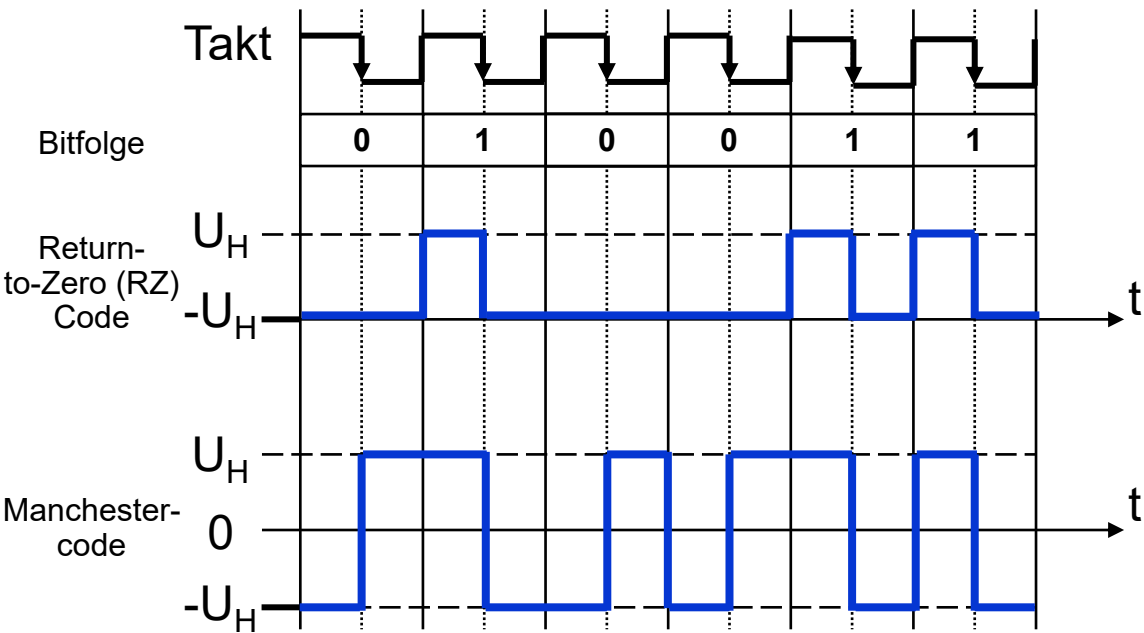 Takt
Bitfolge
0 1 0 0 1 1
Return-
to-Zero (RZ)
Code
U_H
-U_H
t
U_H
Manchester-
code
0
t
-U_H